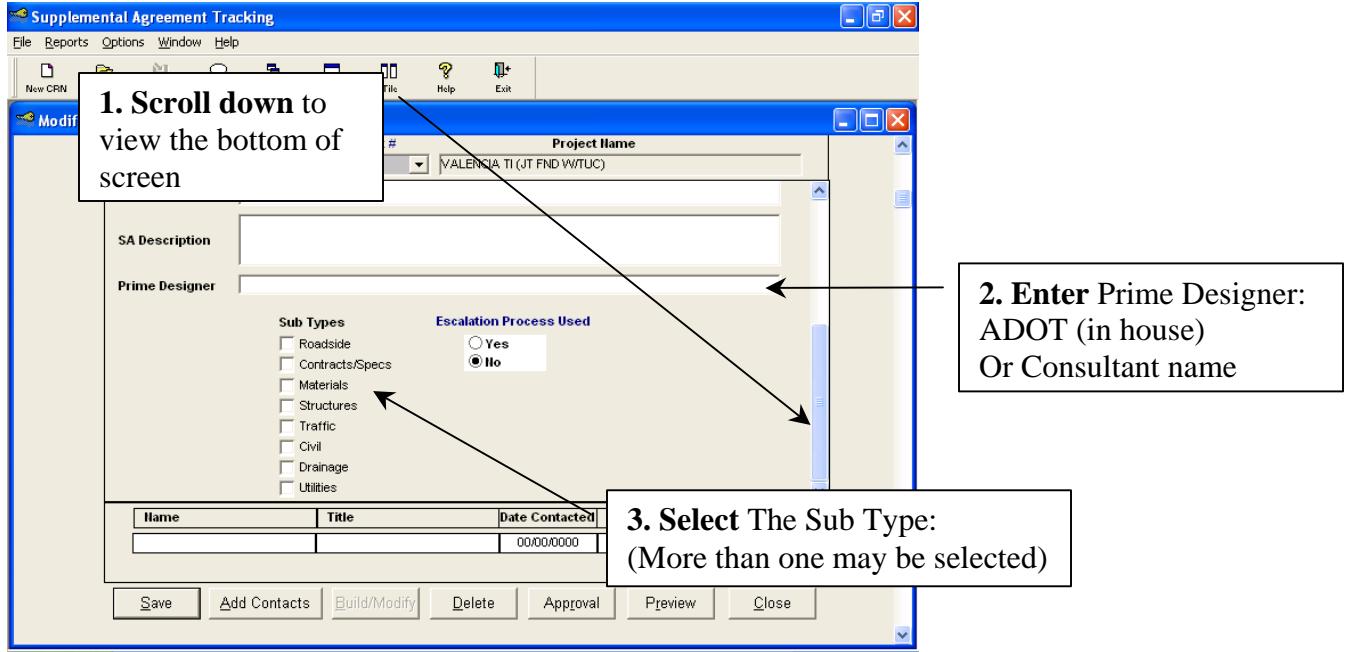 Supplemental Agreement Tracking
File Reports Options Window Help
New CRN Tile Help Exit
1. Scroll down to
view the bottom of
screen
Modif
#
Project Name
VALENCIA TI (JT FND W/TUC)
SA Description
Prime Designer
2. Enter Prime Designer:
ADOT (in house)
Or Consultant name
Sub Types Escalation Process Used
Roadside Yes
Contracts/Specs No
Materials
Structures
Traffic
Civil
Drainage
Utilities
3. Select The Sub Type:
(More than one may be selected)
Name Title Date Contacted
00/00/0000
Save Add Contacts Build/Modify Delete Approval Preview Close